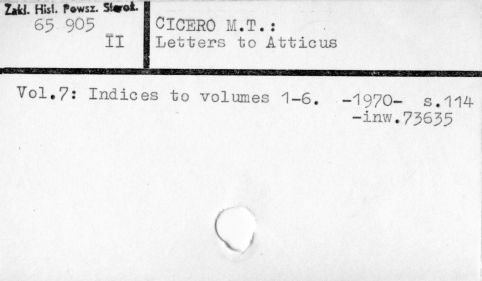 Zakl. Hist. Powsz. Starož.
65 905
II
CICERO M.T.:
Letters to Atticus
Vol.7: Indices to volumes 1-6. -1970- s.114
-inw.73635